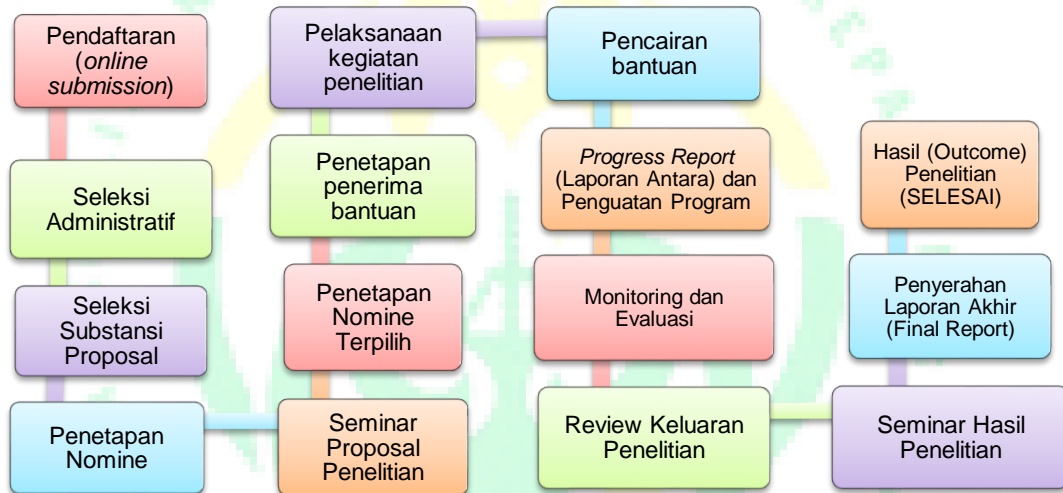 Pendaftaran
(online
submission)
Seleksi
Administratif
Seleksi
Substansi
Proposal
Penetapan
Nomine
Seminar
Proposal
Penelitian
Penetapan
Nomine
Terpilih
Penetapan
penerima
bantuan
Pelaksanaan
kegiatan
penelitian
Pencairan
bantuan
Progress Report
(Laporan Antara) dan
Penguatan Program
Monitoring dan
Evaluasi
Review Keluaran
Penelitian
Seminar Hasil
Penelitian
Penyerahan
Laporan Akhir
(Final Report)
Hasil (Outcome)
Penelitian
(SELESAI)